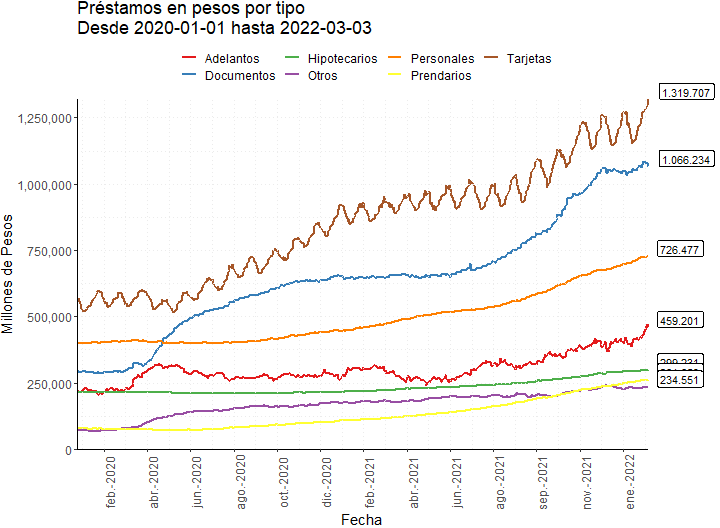 Préstamos en pesos por tipo
Desde 2020-01-01 hasta 2022-03-03
Adelantos
Hipotecarios
Personales
Tarjetas
Documentos
Otros
Prendarios
Millones de Pesos
1,250,000
1,000,000
750,000
500,000
250,000
0
1.319.707
1.066.234
726.477
459.201
234.551
feb.-2020
abr.-2020
jun.-2020
ago.-2020
oct.-2020
dic.-2020
feb.-2021
abr.-2021
jun.-2021
ago.-2021
sep.-2021
nov.-2021
ene.-2022
Fecha